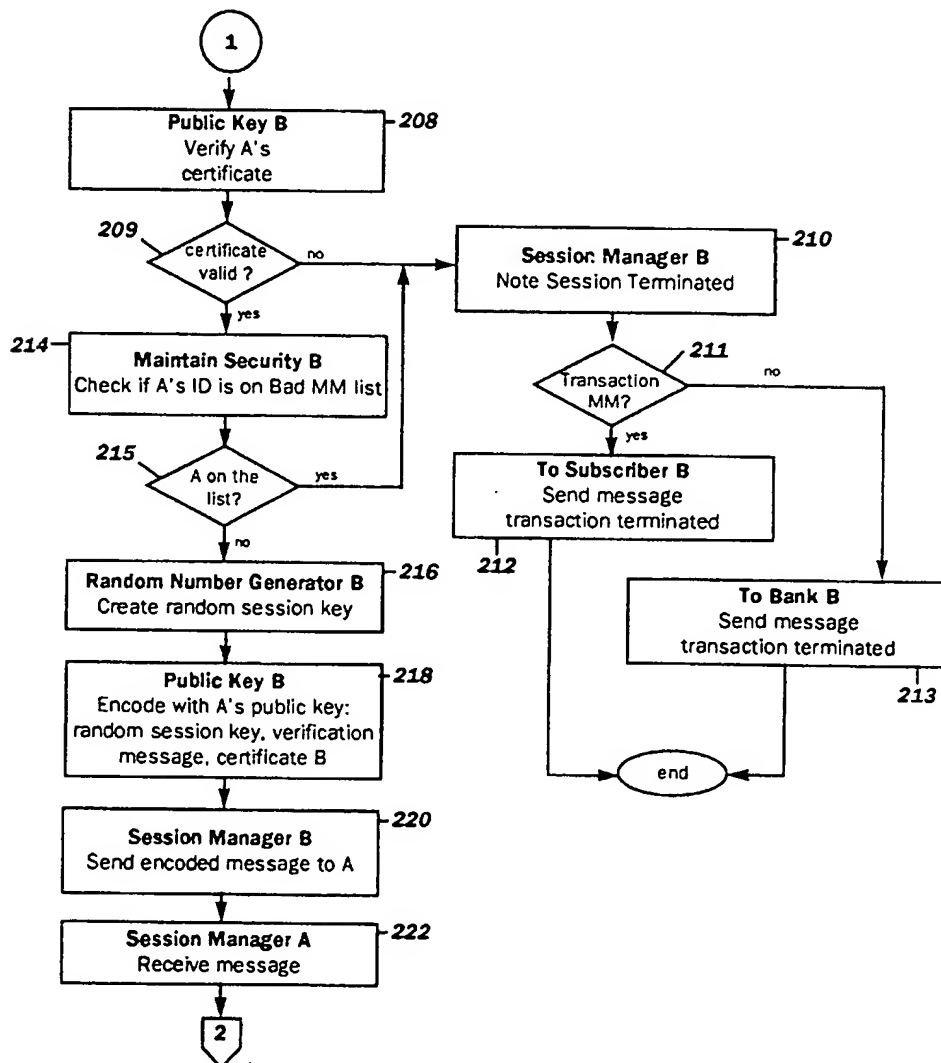 1
Public Key B
Verify A's
certificate
208
209
certificate
valid ?
no
yes
Session Manager B
Note Session Terminated
210
214
Maintain Security B
Check if A's ID is on Bad MM list
211
Transaction
MM?
no
yes
215
A on the
list?
yes
no
To Subscriber B
Send message
transaction terminated
212
Random Number Generator B
Create random session key
216
To Bank B
Send message
transaction terminated
213
Public Key B
Encode with A's public key:
random session key, verification
message, certificate B
218
end
Session Manager B
Send encoded message to A
220
Session Manager A
Receive message
222
2